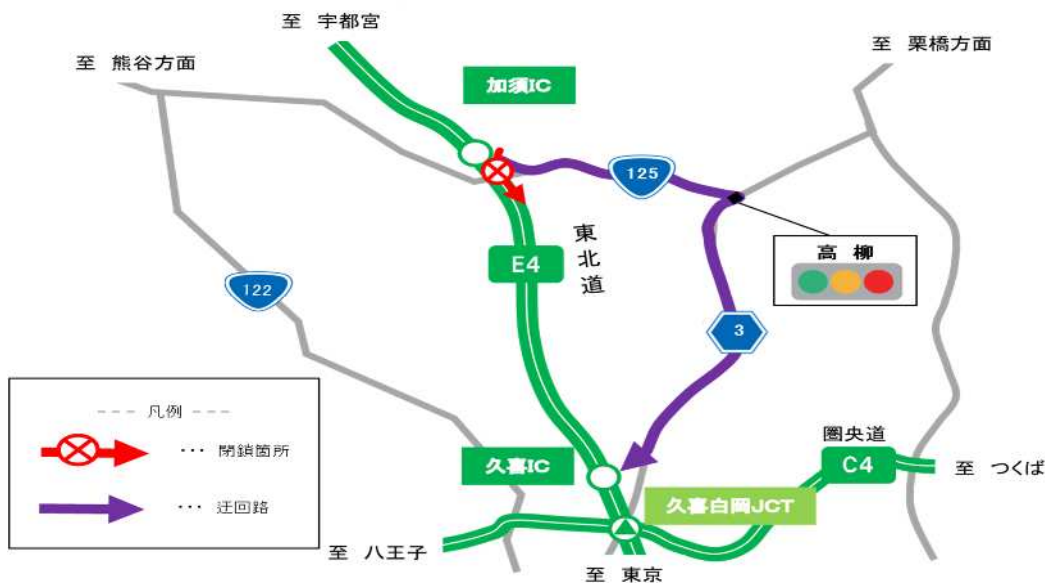 至 宇都宮
至 栗橋方面
至 熊谷方面
加須IC
125
高 柳
東北道
E4
122
3
--- 凡例 ---
･･･ 閉鎖箇所
･･･ 迂回路
圏央道
C4
至 つくば
久喜IC
久喜白岡JCT
至 八王子
至 東京